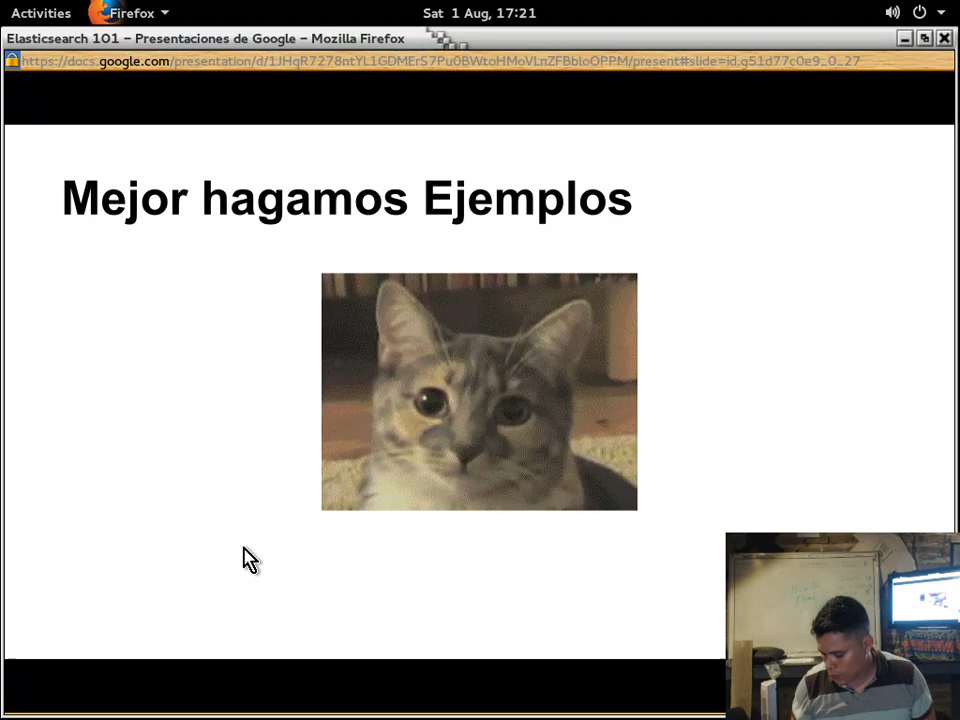 Activities Firefox Sat 1 Aug, 17:21
Elasticsearch 101 – Presentaciones de Google – Mozilla Firefox
Mejor hagamos Ejemplos